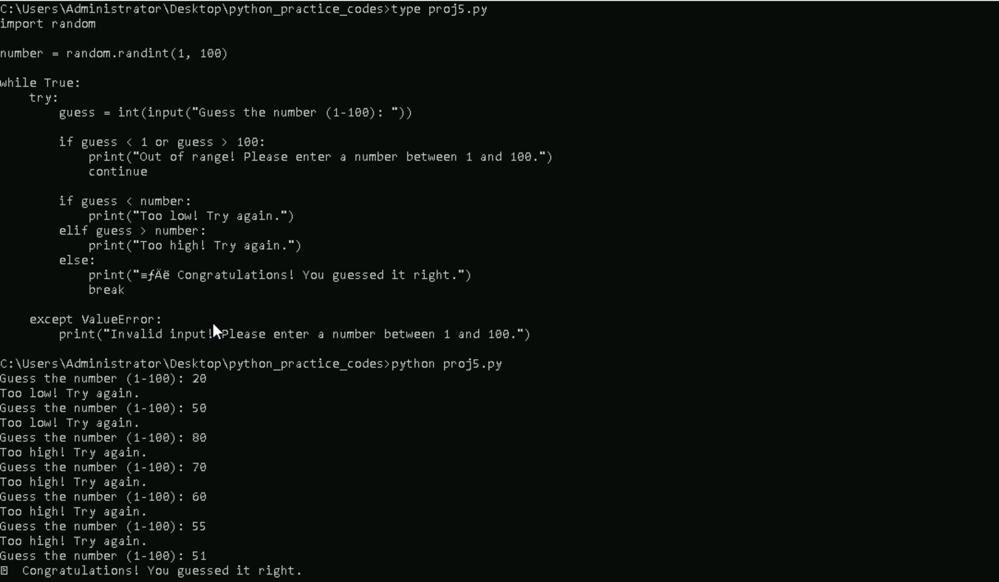 C:\Users\Administrator\Desktop\python_practice_codes>type proj5.py
import random
number = random.randint(1, 100)
while True:
    try:
        guess = int(input("Guess the number (1-100): "))
        if guess < 1 or guess > 100:
            print("Out of range! Please enter a number between 1 and 100.")
            continue
        if guess < number:
            print("Too low! Try again.")
        elif guess > number:
            print("Too high! Try again.")
        else:
            print("≡ƒÄë Congratulations! You guessed it right.")
            break
    except ValueError:
        print("Invalid input! Please enter a number between 1 and 100.")
C:\Users\Administrator\Desktop\python_practice_codes>python proj5.py
Guess the number (1-100): 20
Too low! Try again.
Guess the number (1-100): 50
Too low! Try again.
Guess the number (1-100): 80
Too high! Try again.
Guess the number (1-100): 70
Too high! Try again.
Guess the number (1-100): 60
Too high! Try again.
Guess the number (1-100): 55
Too high! Try again.
Guess the number (1-100): 51
Congratulations! You guessed it right.